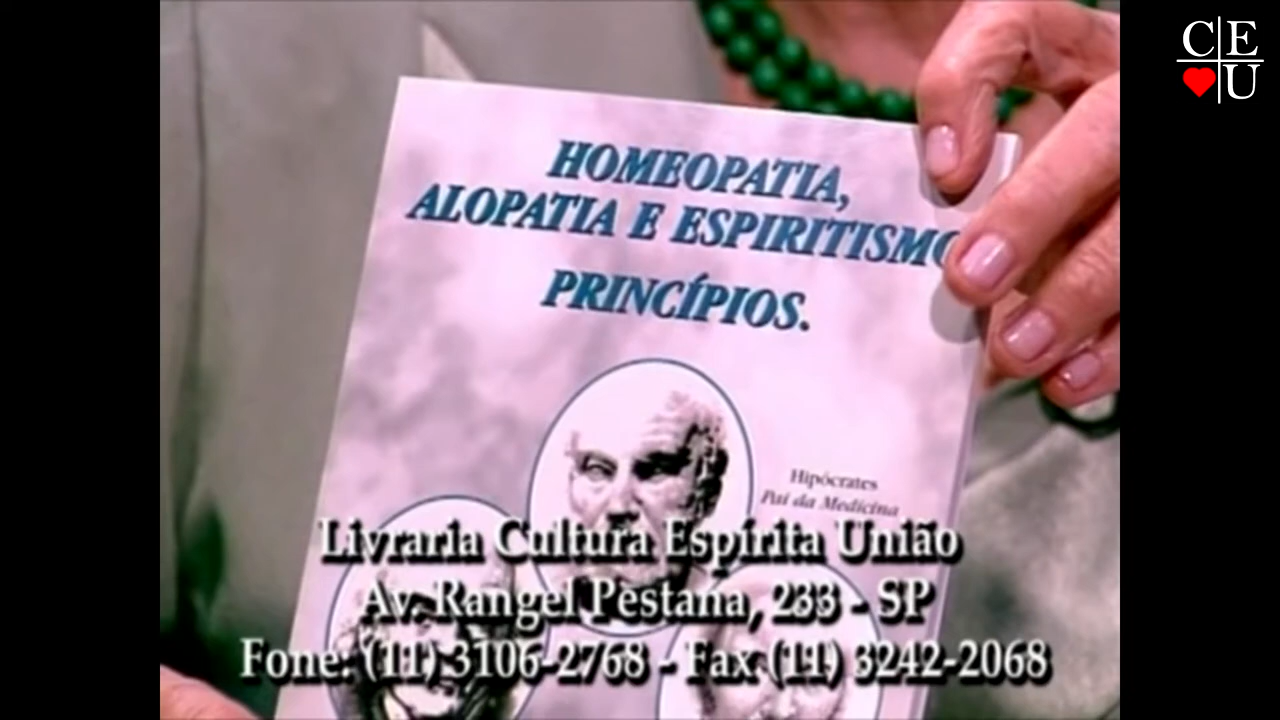 CE
U
HOMEOPATIA,
ALOPATIA E ESPIRITISMO
PRINCÍPIOS.
Hipócrates
Pai da Medicina
Livraria Cultura Espírita União
Av. Rangel Pestana, 233 - SP
Fone: (11) 3106-2768 - Fax (11) 3242-2068